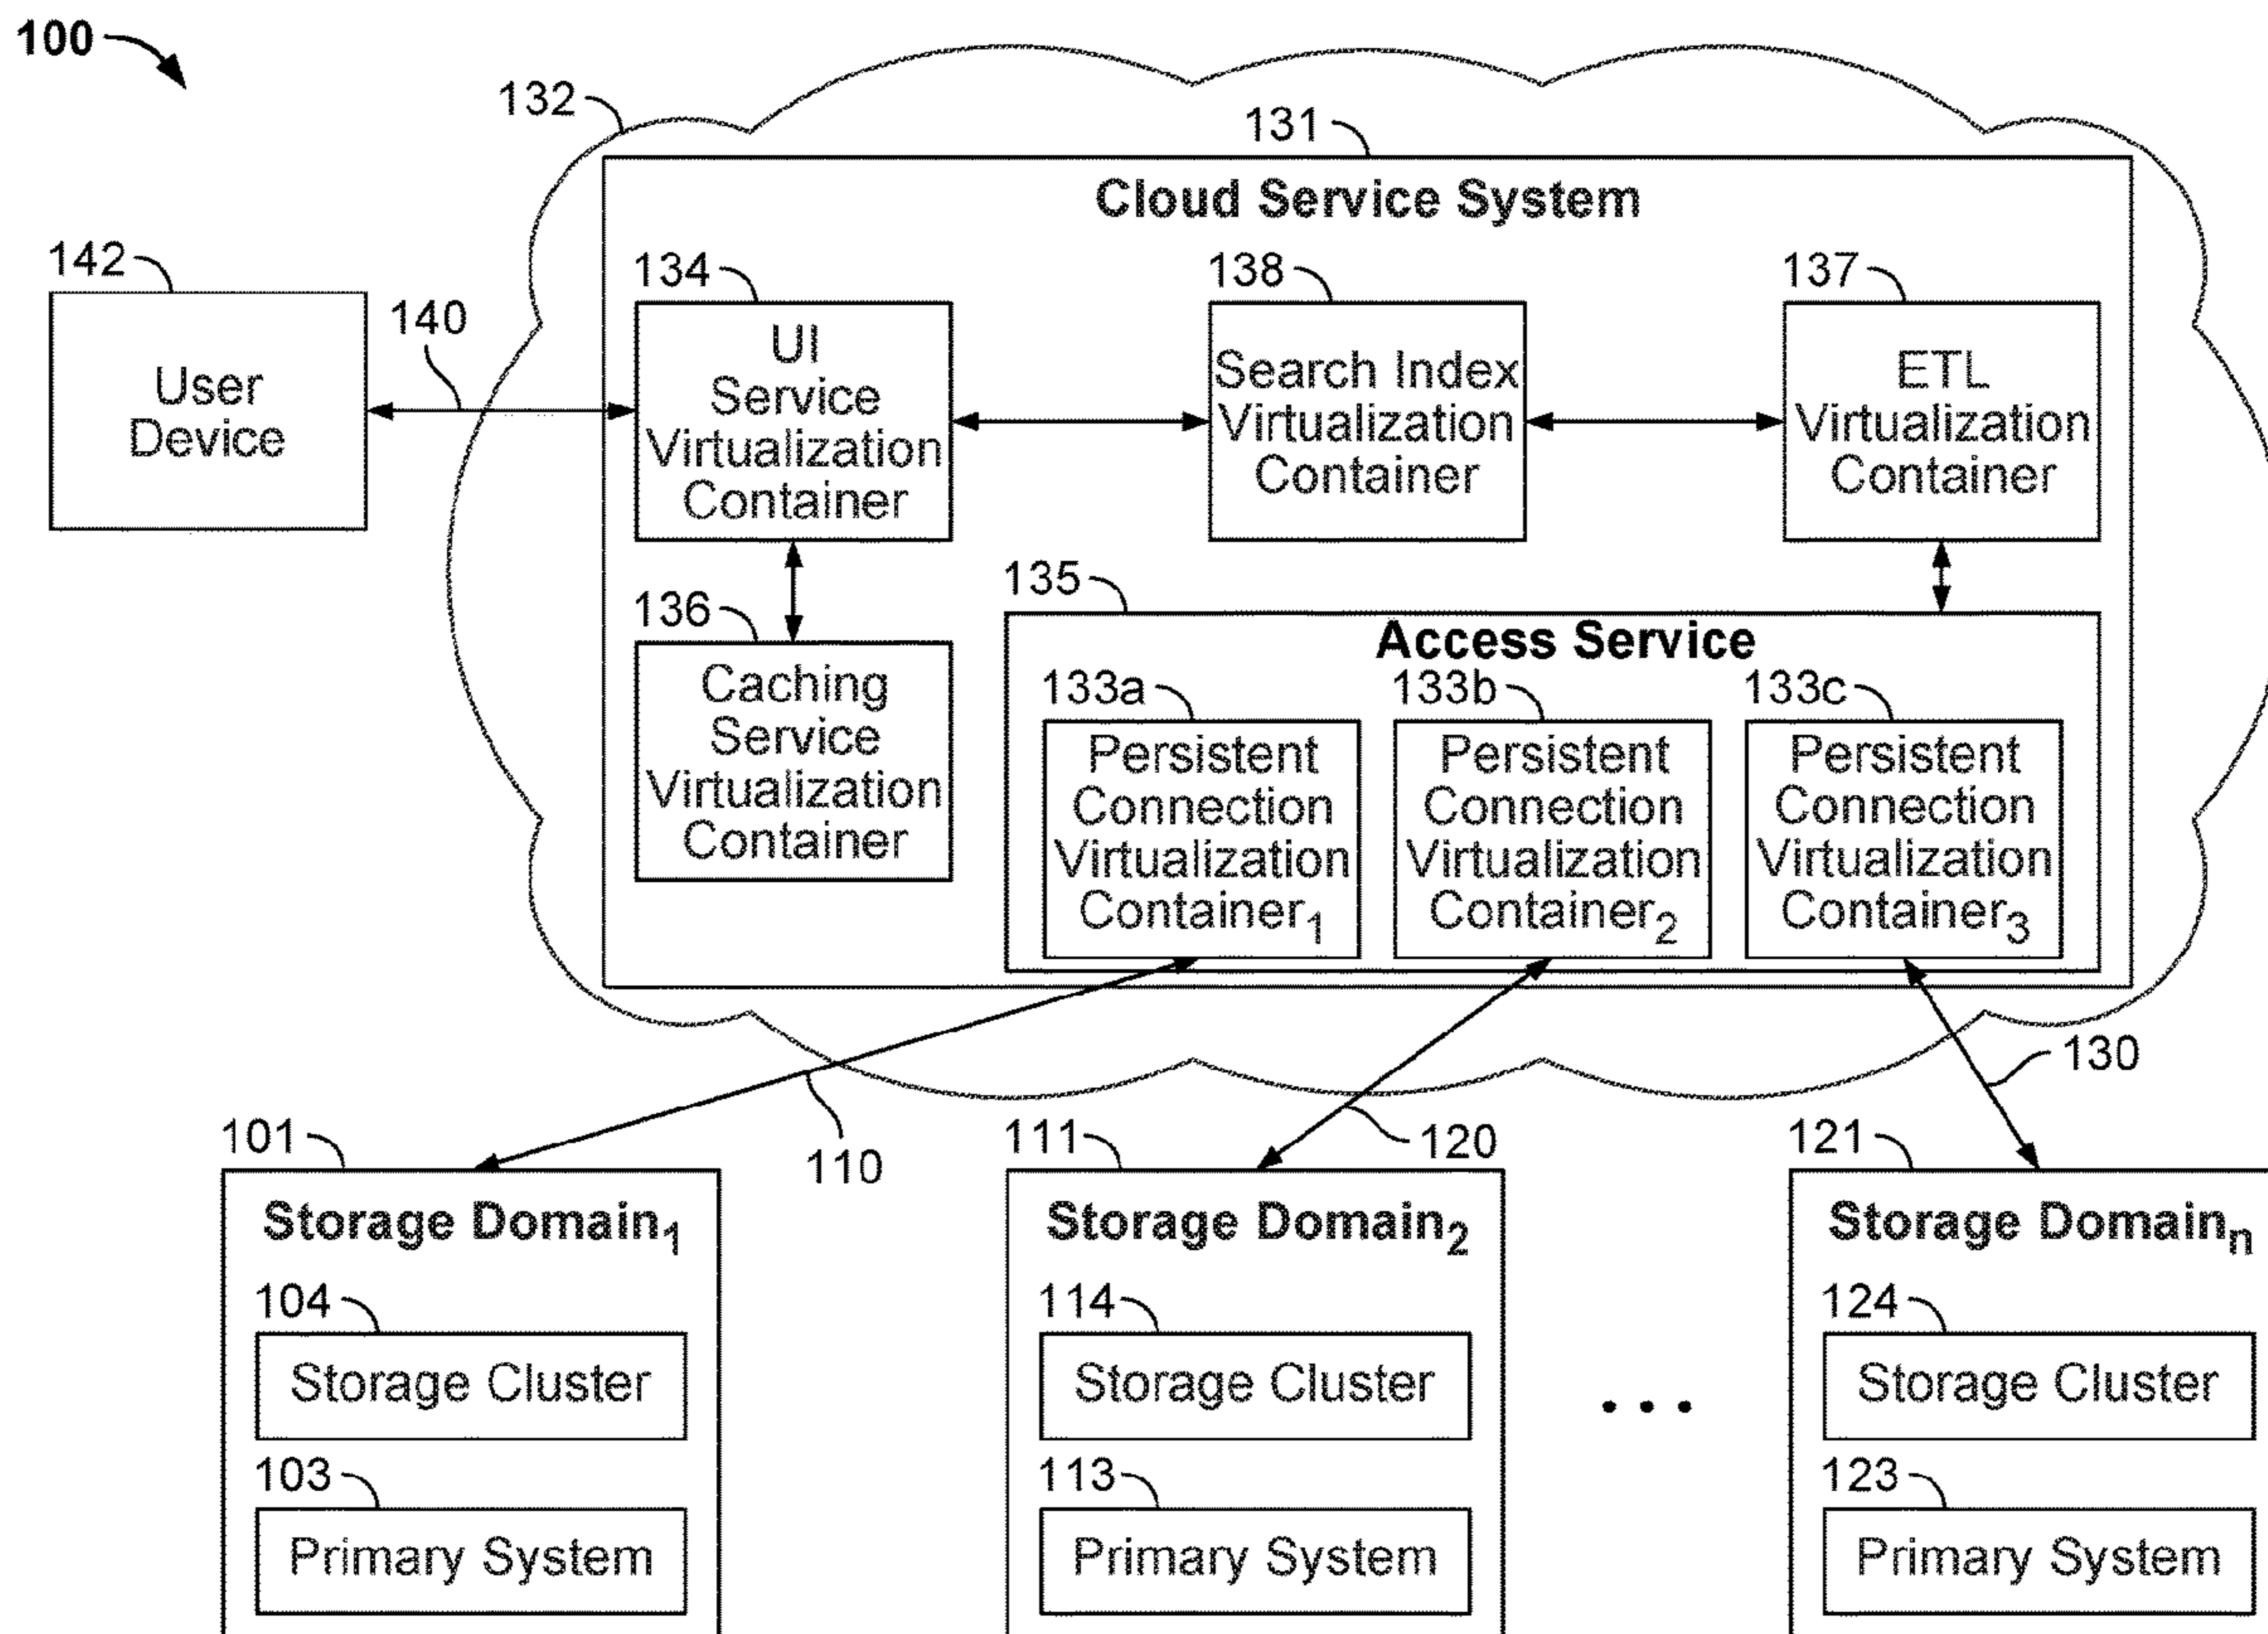 100
132
131
Cloud Service System
142
140
134
138
137
User
Device
UI
Service
Virtualization
Container
Search Index
Virtualization
Container
ETL
Virtualization
Container
136
Caching
Service
Virtualization
Container
135
Access Service
133a
133b
133c
Persistent
Connection
Virtualization
Container1
Persistent
Connection
Virtualization
Container2
Persistent
Connection
Virtualization
Container3
110
120
130
101
Storage Domain1
104
Storage Cluster
103
Primary System
111
Storage Domain2
114
Storage Cluster
113
Primary System
...
121
Storage Domainn
124
Storage Cluster
123
Primary System